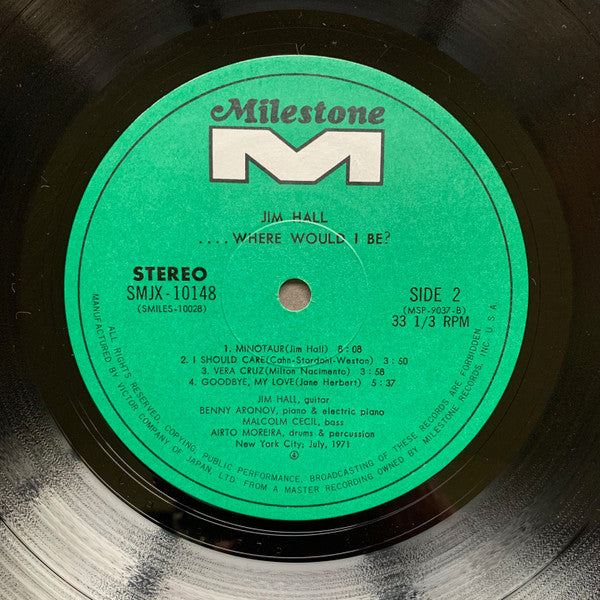 Milestone
JIM HALL
....WHERE WOULD I BE?
STEREO
SMJX-10148
(SMILES-10028)
SIDE 2
(MSP-9037-B)
33 1/3 RPM
1. MINOTAUR(Jim Hall) 8:08
2. I SHOULD CARE(Cahn-Stardont-Weston) 3:50
3. VERA CRUZ(Milton Nacimento) 3:58
4. GOODBYE, MY LOVE(Jane Herbert) 5:37
JIM HALL, guitar
BENNY ARONOV, piano & electric piano
MALCOLM CECIL, bass
AIRTO MOREIRA, drums & percussion
New York City; July, 1971
④
ALL RIGHTS RESERVED, COPYING, PUBLIC PERFORMANCE, BROADCASTING OF THESE RECORDS ARE FORBIDDEN
MANUFACTURED BY VICTOR COMPANY OF JAPAN, LTD. FROM A MASTER RECORDING OWNED BY MILESTONE RECORDS, INC. U.S.A.